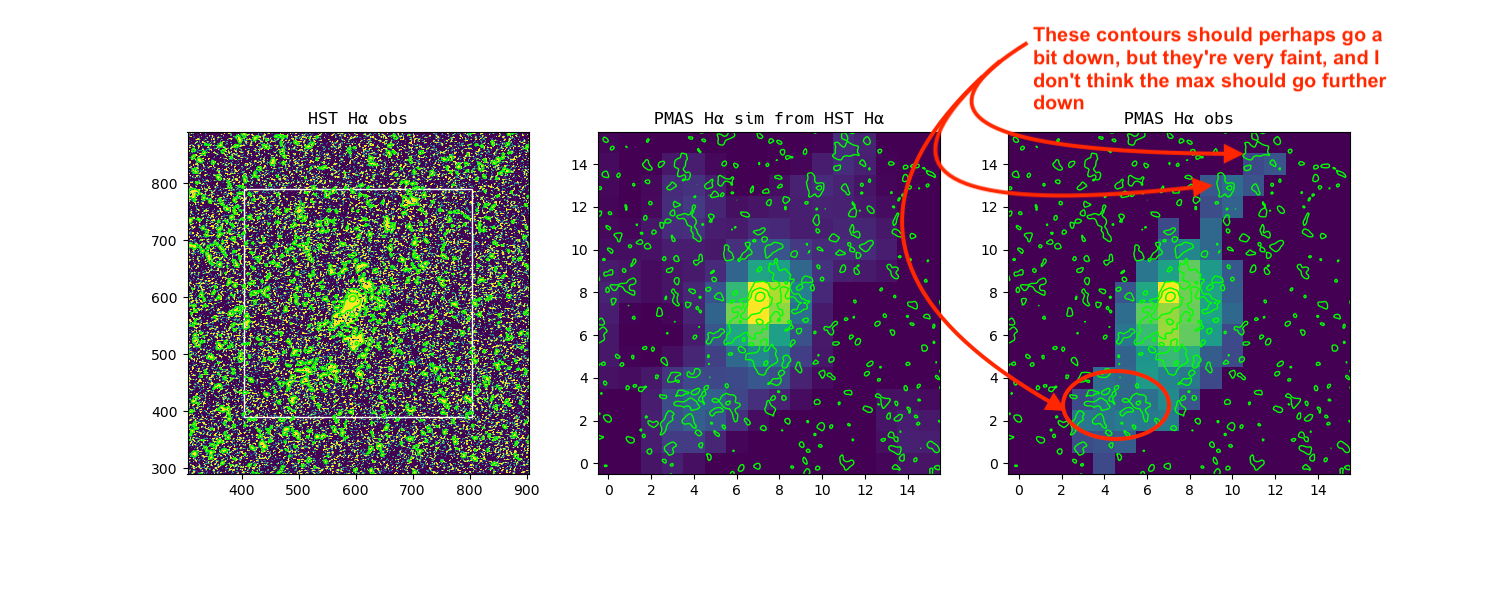 These contours should perhaps go a
bit down, but they're very faint, and I
don't think the max should go further
down
HST Hα obs
PMAS Hα sim from HST Hα
PMAS Hα obs
800
700
600
500
400
300
400 500 600 700 800 900
14
12
10
8
6
4
2
0
0 2 4 6 8 10 12 14
14
12
10
8
6
4
2
0
0 2 4 6 8 10 12 14